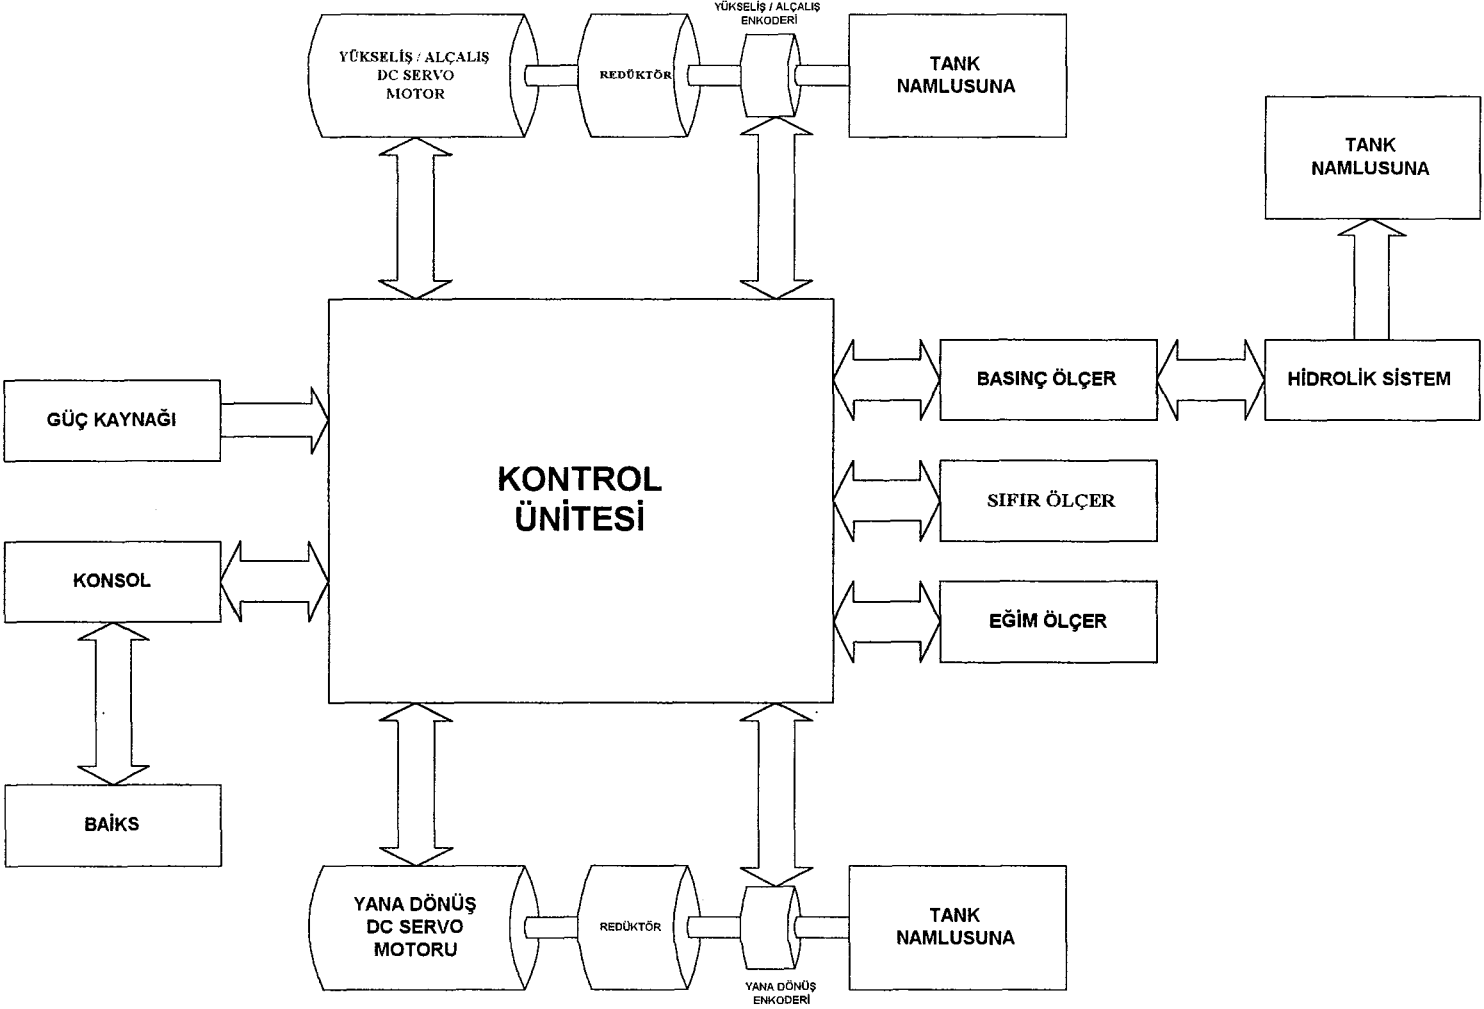 YÜKSELİŞ / ALÇALIŞ
ENKODERİ
YÜKSELİŞ / ALÇALIŞ
DC SERVO
MOTOR
REDÜKTÖR
TANK
NAMLUSUNA
TANK
NAMLUSUNA
GÜÇ KAYNAĞI
KONTROL
ÜNİTESİ
BASINÇ ÖLÇER
HİDROLİK SİSTEM
SIFIR ÖLÇER
KONSOL
EĞİM ÖLÇER
BAİKS
YANA DÖNÜŞ
DC SERVO
MOTORU
REDÜKTÖR
TANK
NAMLUSUNA
YANA DÖNÜŞ
ENKODERİ